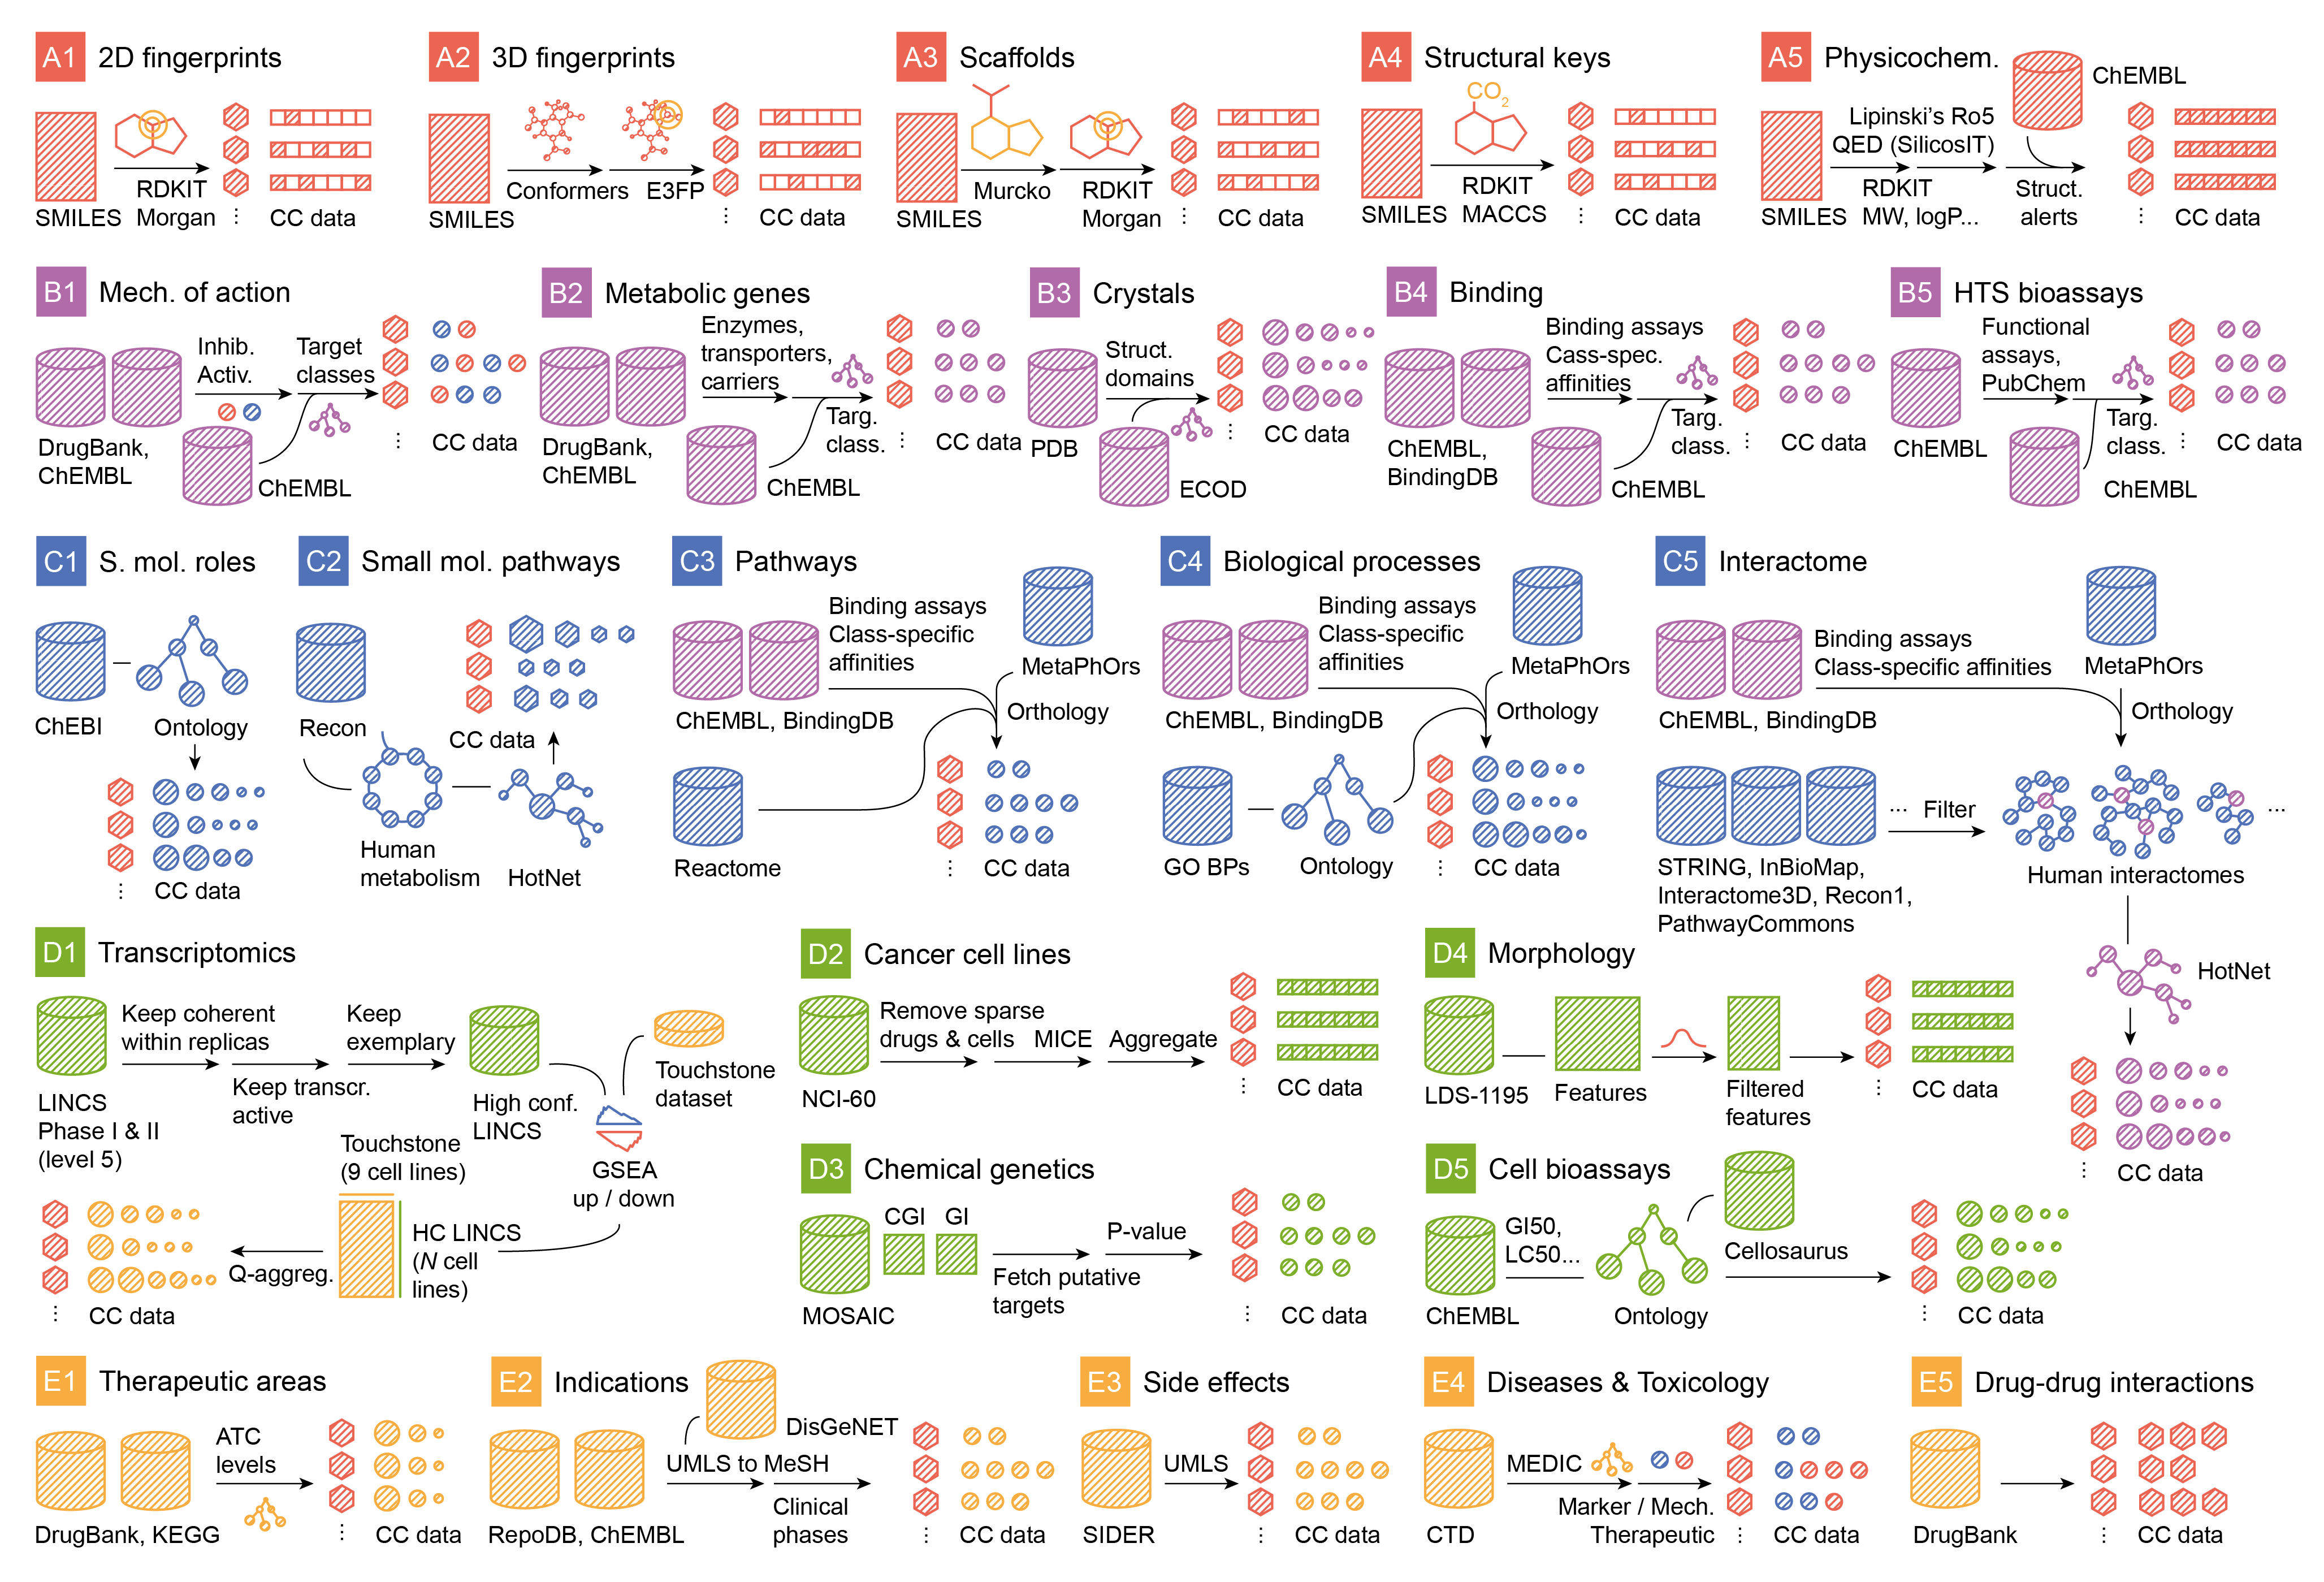 A1 2D fingerprints
SMILES
RDKIT
Morgan
⋮
CC data
A2 3D fingerprints
SMILES
Conformers
E3FP
⋮
CC data
A3 Scaffolds
SMILES
Murcko
RDKIT
Morgan
⋮
CC data
A4 Structural keys
CO2
SMILES
RDKIT
MACCS
⋮
CC data
A5 Physicochem.
ChEMBL
Lipinski's Ro5
QED (SilicosIT)
SMILES
RDKIT
MW, logP...
Struct.
alerts
⋮
CC data
B1 Mech. of action
Inhib.
Activ.
Target
classes
DrugBank,
ChEMBL
ChEMBL
⋮
CC data
B2 Metabolic genes
Enzymes,
transporters,
carriers
Targ.
class.
DrugBank,
ChEMBL
ChEMBL
⋮
CC data
B3 Crystals
Struct.
domains
PDB
ECOD
⋮
CC data
B4 Binding
Binding assays
Cass-spec.
affinities
Targ.
class.
ChEMBL,
BindingDB
ChEMBL
⋮
CC data
B5 HTS bioassays
Functional
assays,
PubChem
Targ.
class.
ChEMBL
ChEMBL
⋮
CC data
C1 S. mol. roles
ChEBI
Ontology
⋮
CC data
C2 Small mol. pathways
Recon
CC data
Human
metabolism
HotNet
C3 Pathways
Binding assays
Class-specific
affinities
MetaPhOrs
ChEMBL, BindingDB
Orthology
Reactome
⋮
CC data
C4 Biological processes
Binding assays
Class-specific
affinities
MetaPhOrs
ChEMBL, BindingDB
Orthology
GO BPs
Ontology
⋮
CC data
C5 Interactome
Binding assays
Class-specific affinities
MetaPhOrs
ChEMBL, BindingDB
Orthology
...
Filter
...
STRING, InBioMap,
Interactome3D, Recon1,
PathwayCommons
Human interactomes
HotNet
⋮
CC data
D1 Transcriptomics
Keep coherent
within replicas
Keep
exemplary
Keep transcr.
active
LINCS
Phase I & II
(level 5)
High conf.
LINCS
Touchstone
dataset
GSEA
up / down
Touchstone
(9 cell lines)
HC LINCS
(N cell
lines)
Q-aggreg.
⋮
CC data
D2 Cancer cell lines
Remove sparse
drugs & cells
MICE
Aggregate
NCI-60
⋮
CC data
D3 Chemical genetics
CGI
GI
P-value
Fetch putative
targets
MOSAIC
⋮
CC data
D4 Morphology
LDS-1195
Features
Filtered
features
⋮
CC data
D5 Cell bioassays
GI50,
LC50...
Cellosaurus
ChEMBL
Ontology
⋮
CC data
E1 Therapeutic areas
ATC
levels
DrugBank, KEGG
⋮
CC data
E2 Indications
DisGeNET
UMLS to MeSH
Clinical
phases
RepoDB, ChEMBL
⋮
CC data
E3 Side effects
UMLS
SIDER
⋮
CC data
E4 Diseases & Toxicology
MEDIC
Marker / Mech.
Therapeutic
CTD
⋮
CC data
E5 Drug-drug interactions
DrugBank
⋮
CC data